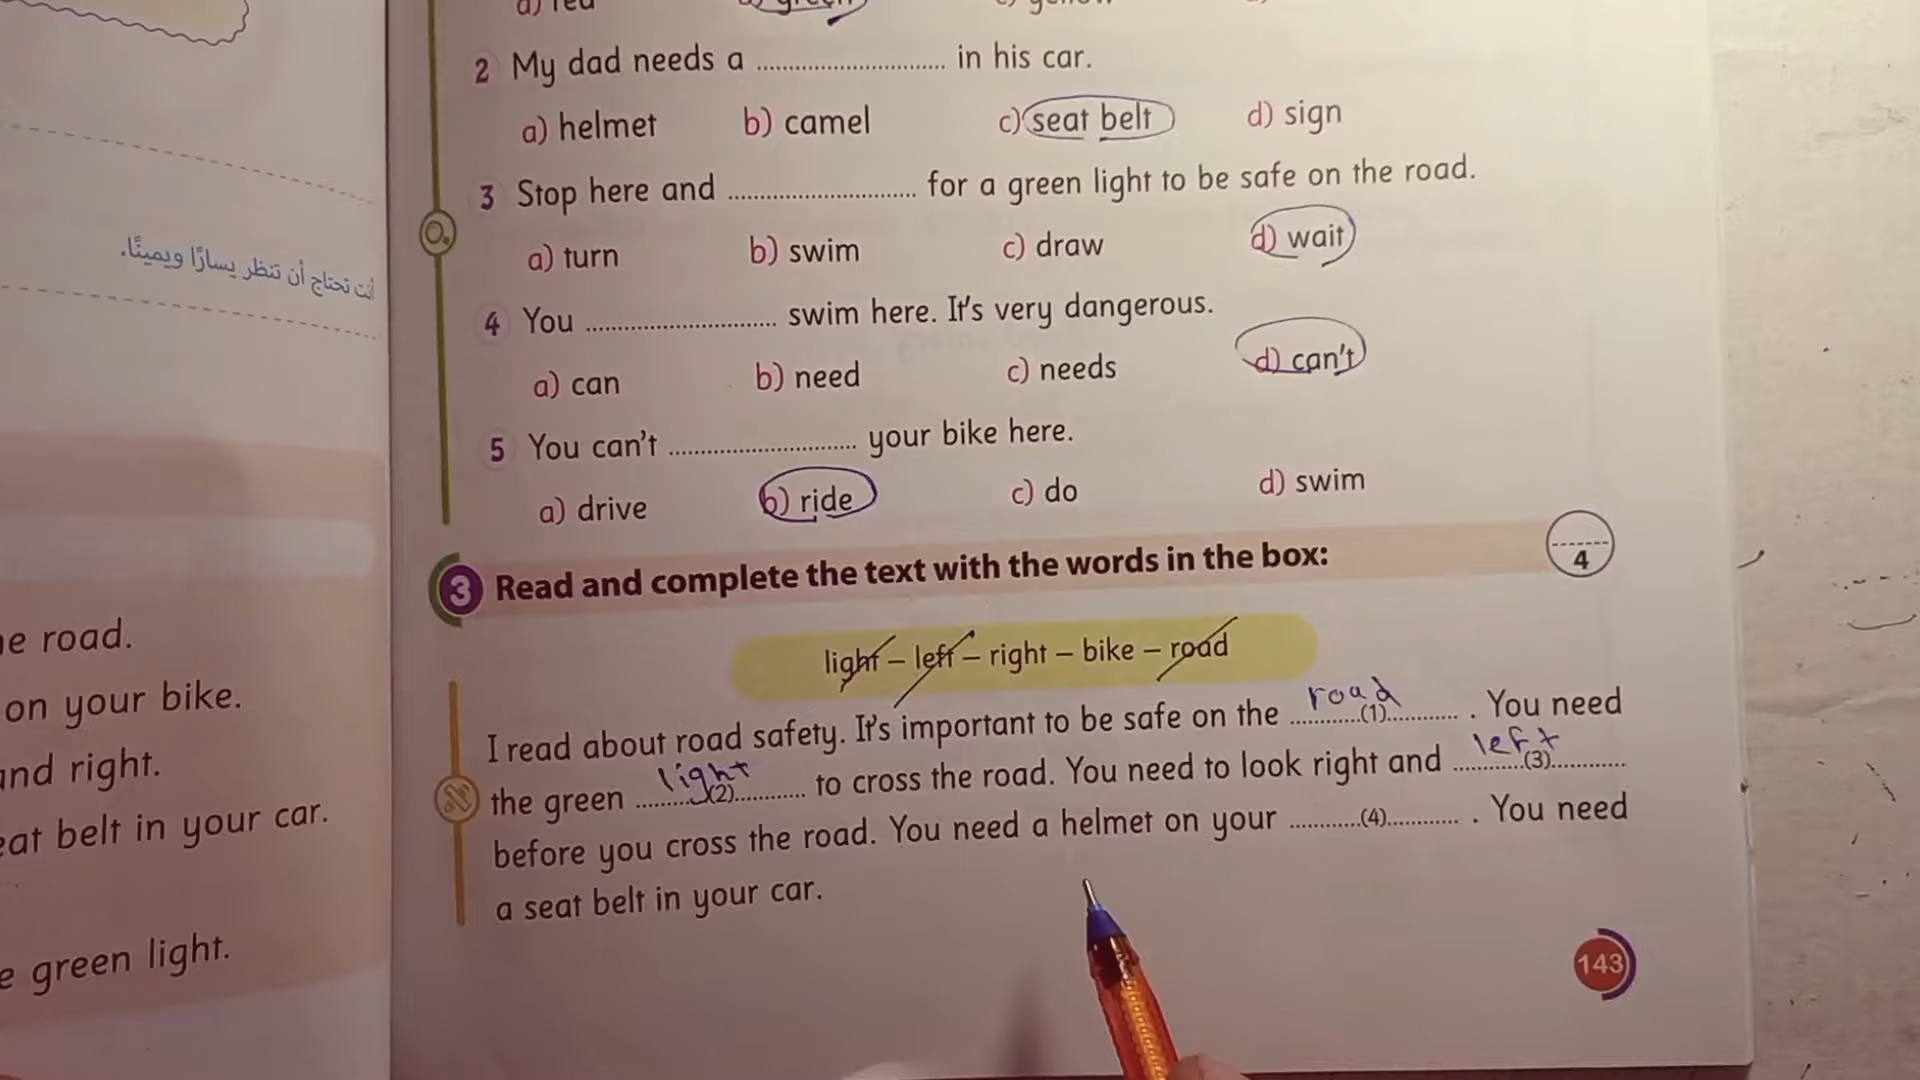 a) red b) green c) yellow
2 My dad needs a .......................... in his car.
a) helmet b) camel c) seat belt d) sign
3 Stop here and .......................... for a green light to be safe on the road.
a) turn b) swim c) draw d) wait
4 You .......................... swim here. It's very dangerous.
a) can b) need c) needs d) can't
5 You can't .......................... your bike here.
a) drive b) ride c) do d) swim
أنت تحتاج أن تنظر يسارًا ويمينًا.
road.
on your bike.
and right.
seat belt in your car.
green light.
3 Read and complete the text with the words in the box:
4
light – left – right – bike – road
I read about road safety. It's important to be safe on the road ...........(1)........... . You need
the green light ...........(2)........... to cross the road. You need to look right and left ...........(3)...........
before you cross the road. You need a helmet on your ...........(4)........... . You need
a seat belt in your car.
143